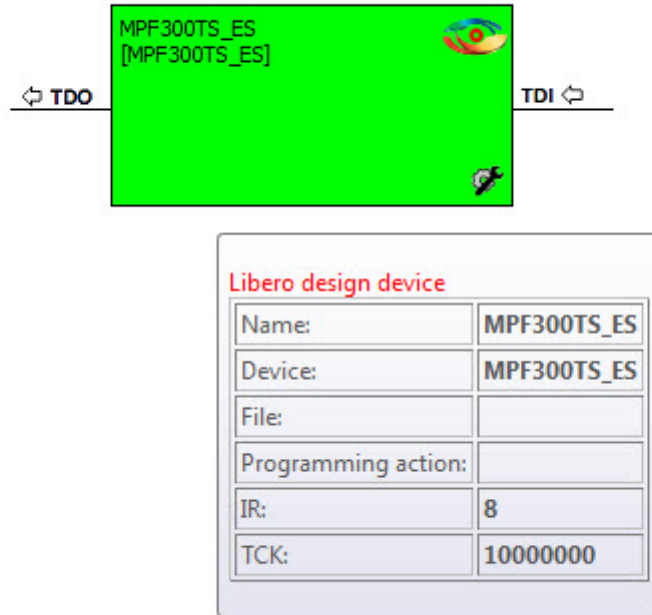 MPF300TS_ES
[MPF300TS_ES]
TDO
TDI
Libero design device
Name: MPF300TS_ES
Device: MPF300TS_ES
File:
Programming action:
IR: 8
TCK: 10000000